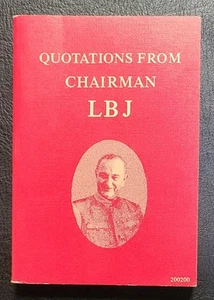 QUOTATIONS FROM
CHAIRMAN
LBJ
200200